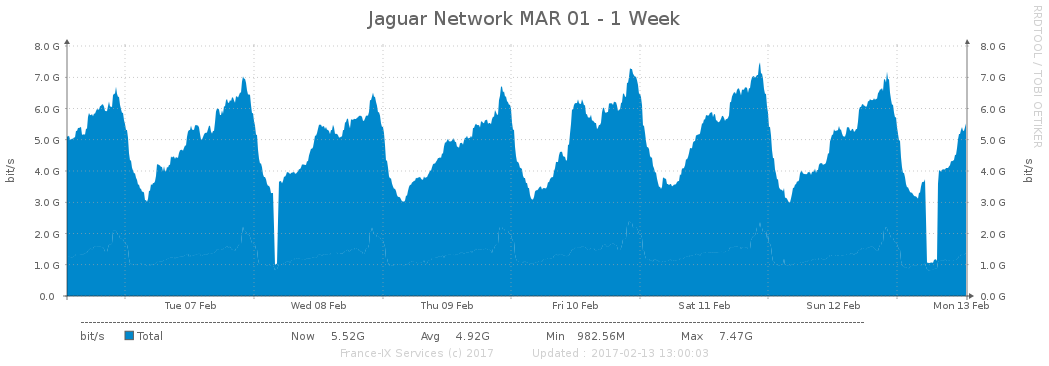 Jaguar Network MAR 01 - 1 Week
RRDTOOL / TOBI OETIKER
8.0 G 8.0 G
7.0 G 7.0 G
6.0 G 6.0 G
5.0 G 5.0 G
4.0 G 4.0 G
3.0 G 3.0 G
2.0 G 2.0 G
1.0 G 1.0 G
0.0 0.0 G
bit/s
bit/s
Tue 07 Feb Wed 08 Feb Thu 09 Feb Fri 10 Feb Sat 11 Feb Sun 12 Feb Mon 13 Feb
bit/s Total Now 5.52G Avg 4.92G Min 982.56M Max 7.47G
France-IX Services (c) 2017 Updated : 2017-02-13 13:00:03